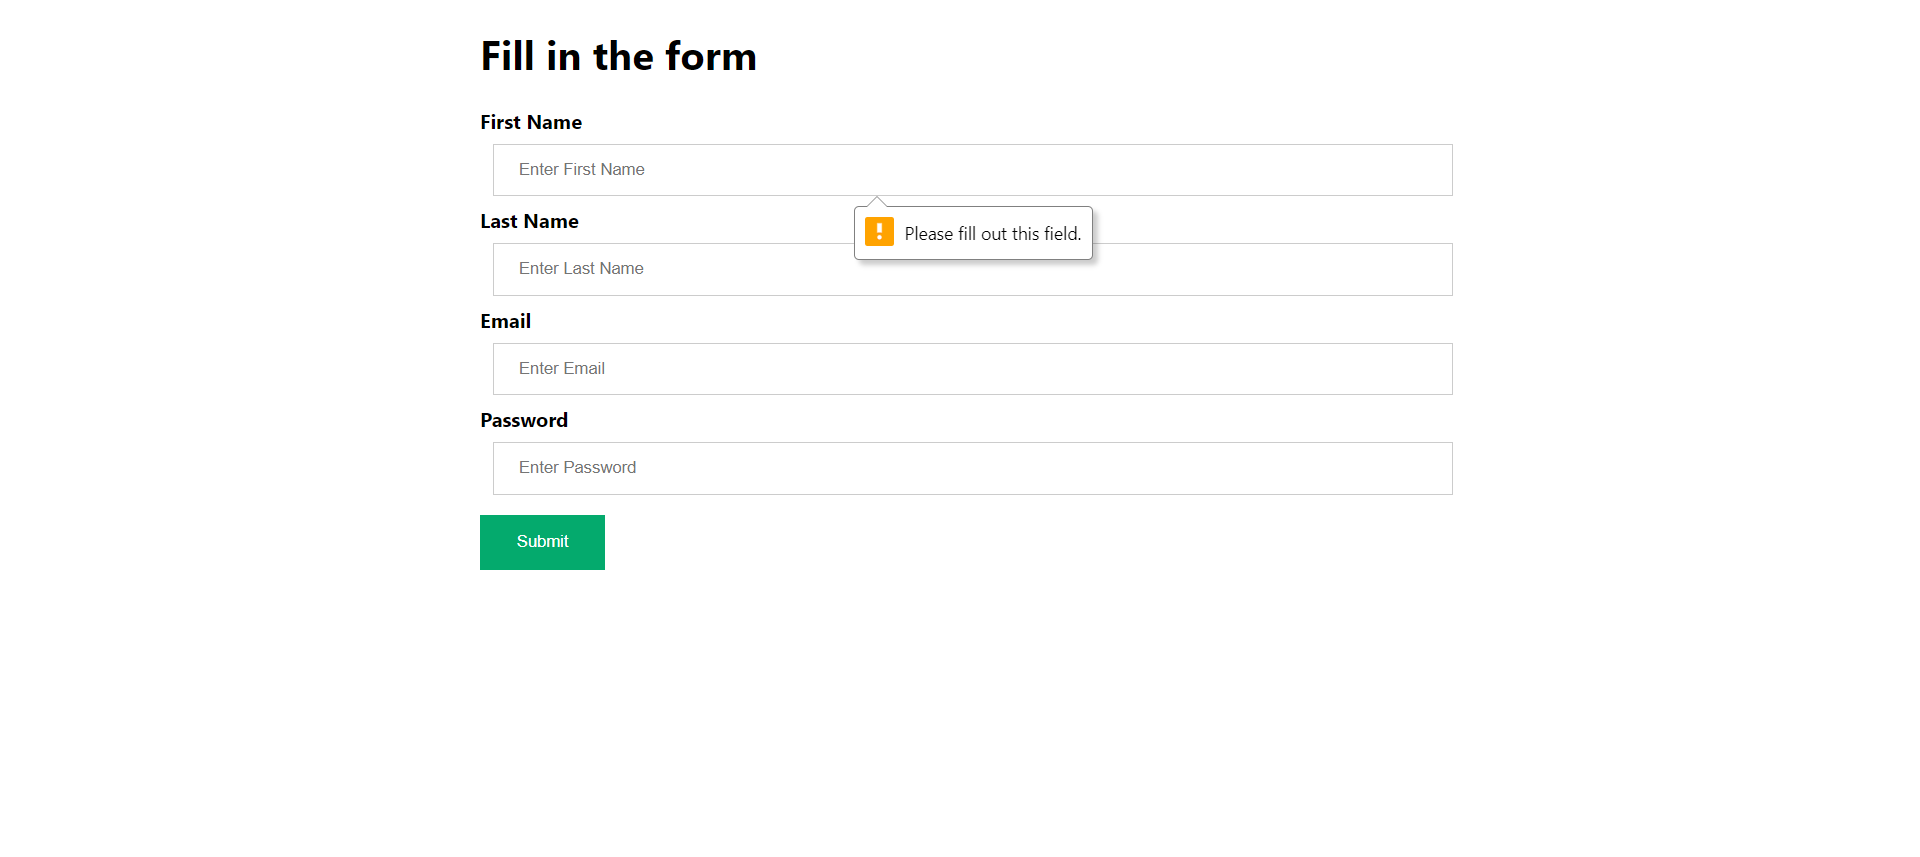 Fill in the form
First Name
Enter First Name
Please fill out this field.
Last Name
Enter Last Name
Email
Enter Email
Password
Enter Password
Submit